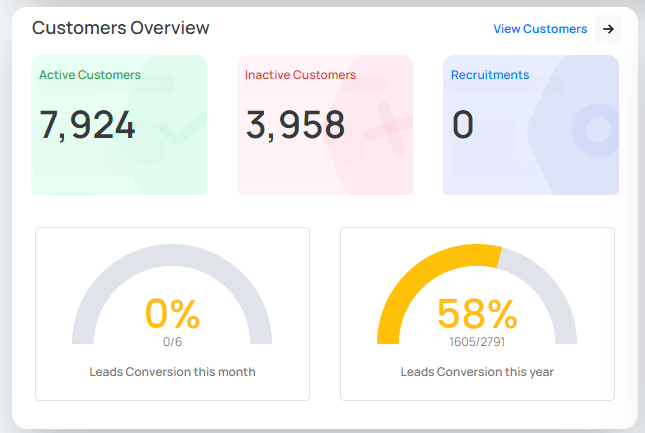 Customers Overview
View Customers
Active Customers
7,924
Inactive Customers
3,958
Recruitments
0
0%
0/6
Leads Conversion this month
58%
1605/2791
Leads Conversion this year